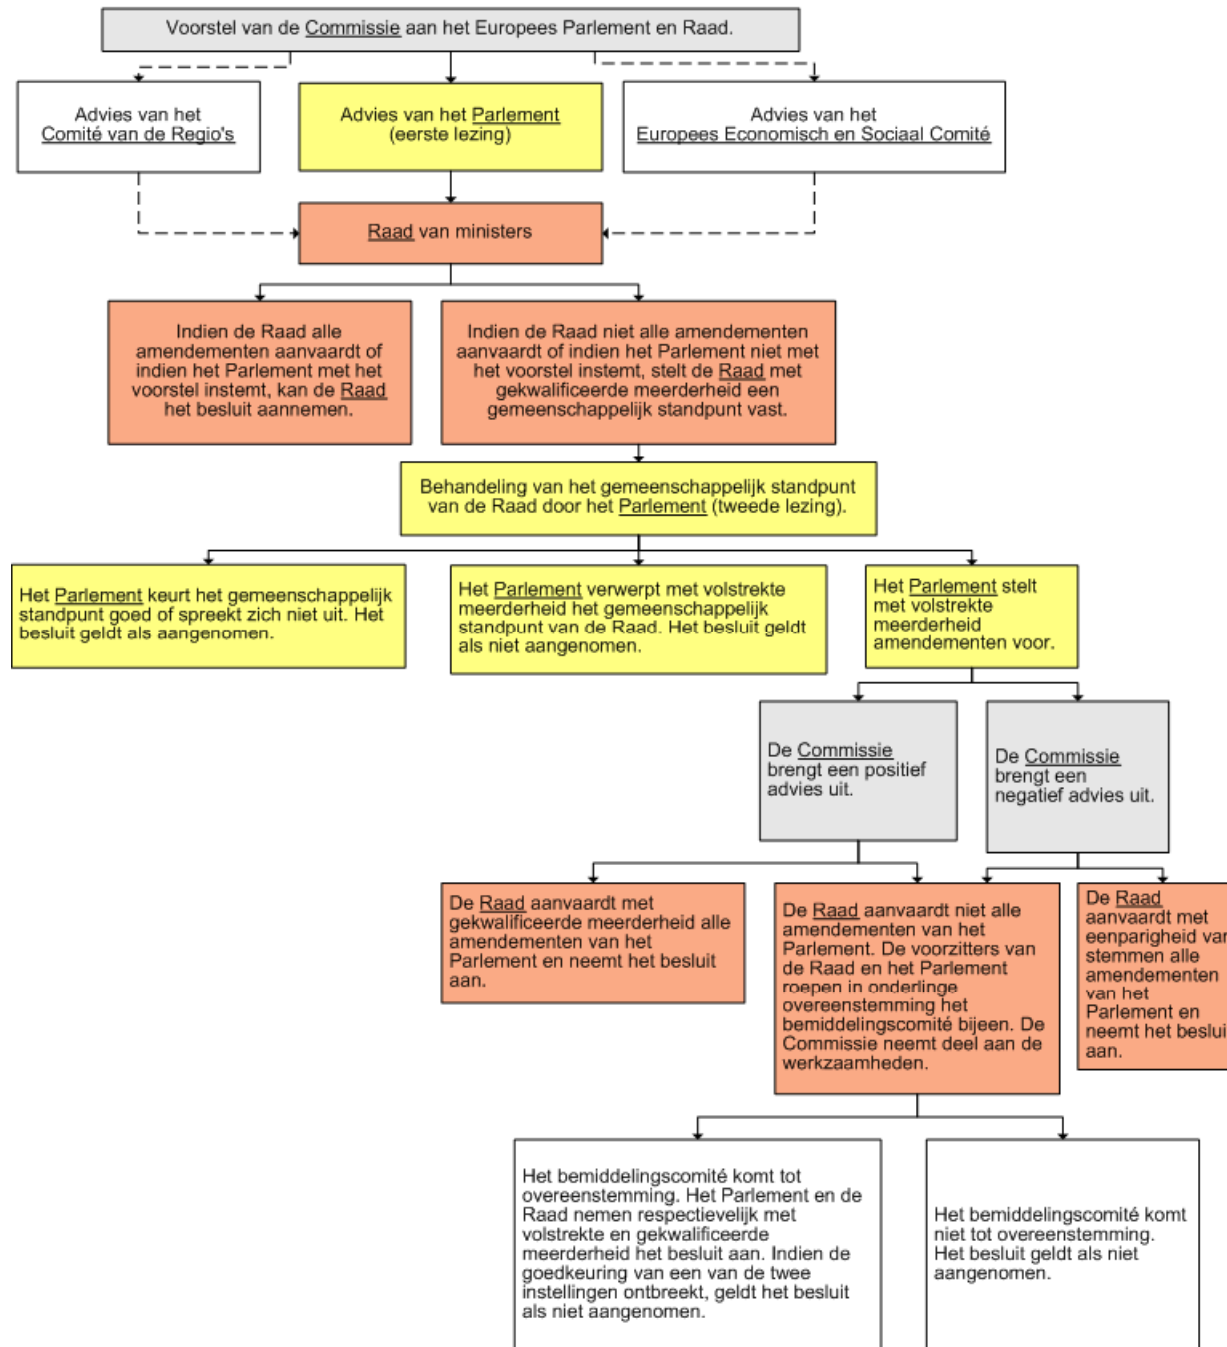 Voorstel van de Commissie aan het Europees Parlement en Raad.
Advies van het
Comité van de Regio's
Advies van het Parlement
(eerste lezing)
Advies van het
Europees Economisch en Sociaal Comité
Raad van ministers
Indien de Raad alle
amendementen aanvaardt of
indien het Parlement met het
voorstel instemt, kan de Raad
het besluit aannemen.
Indien de Raad niet alle amendementen
aanvaardt of indien het Parlement niet met
het voorstel instemt, stelt de Raad met
gekwalificeerde meerderheid een
gemeenschappelijk standpunt vast.
Behandeling van het gemeenschappelijk standpunt
van de Raad door het Parlement (tweede lezing).
Het Parlement keurt het gemeenschappelijk
standpunt goed of spreekt zich niet uit. Het
besluit geldt als aangenomen.
Het Parlement verwerpt met volstrekte
meerderheid het gemeenschappelijk
standpunt van de Raad. Het besluit geldt
als niet aangenomen.
Het Parlement stelt
met volstrekte
meerderheid
amendementen voor.
De Commissie
brengt een positief
advies uit.
De Commissie
brengt een
negatief advies uit.
De Raad aanvaardt met
gekwalificeerde meerderheid alle
amendementen van het
Parlement en neemt het besluit
aan.
De Raad aanvaardt niet alle
amendementen van het
Parlement. De voorzitters van
de Raad en het Parlement
roepen in onderlinge
overeenstemming het
bemiddelingscomité bijeen. De
Commissie neemt deel aan de
werkzaamheden.
De Raad
aanvaardt met
eenparigheid van
stemmen alle
amendementen
van het
Parlement en
neemt het beslui
aan.
Het bemiddelingscomité komt tot
overeenstemming. Het Parlement en de
Raad nemen respectievelijk met
volstrekte en gekwalificeerde
meerderheid het besluit aan. Indien de
goedkeuring van een van de twee
instellingen ontbreekt, geldt het besluit
als niet aangenomen.
Het bemiddelingscomité komt
niet tot overeenstemming.
Het besluit geldt als niet
aangenomen.